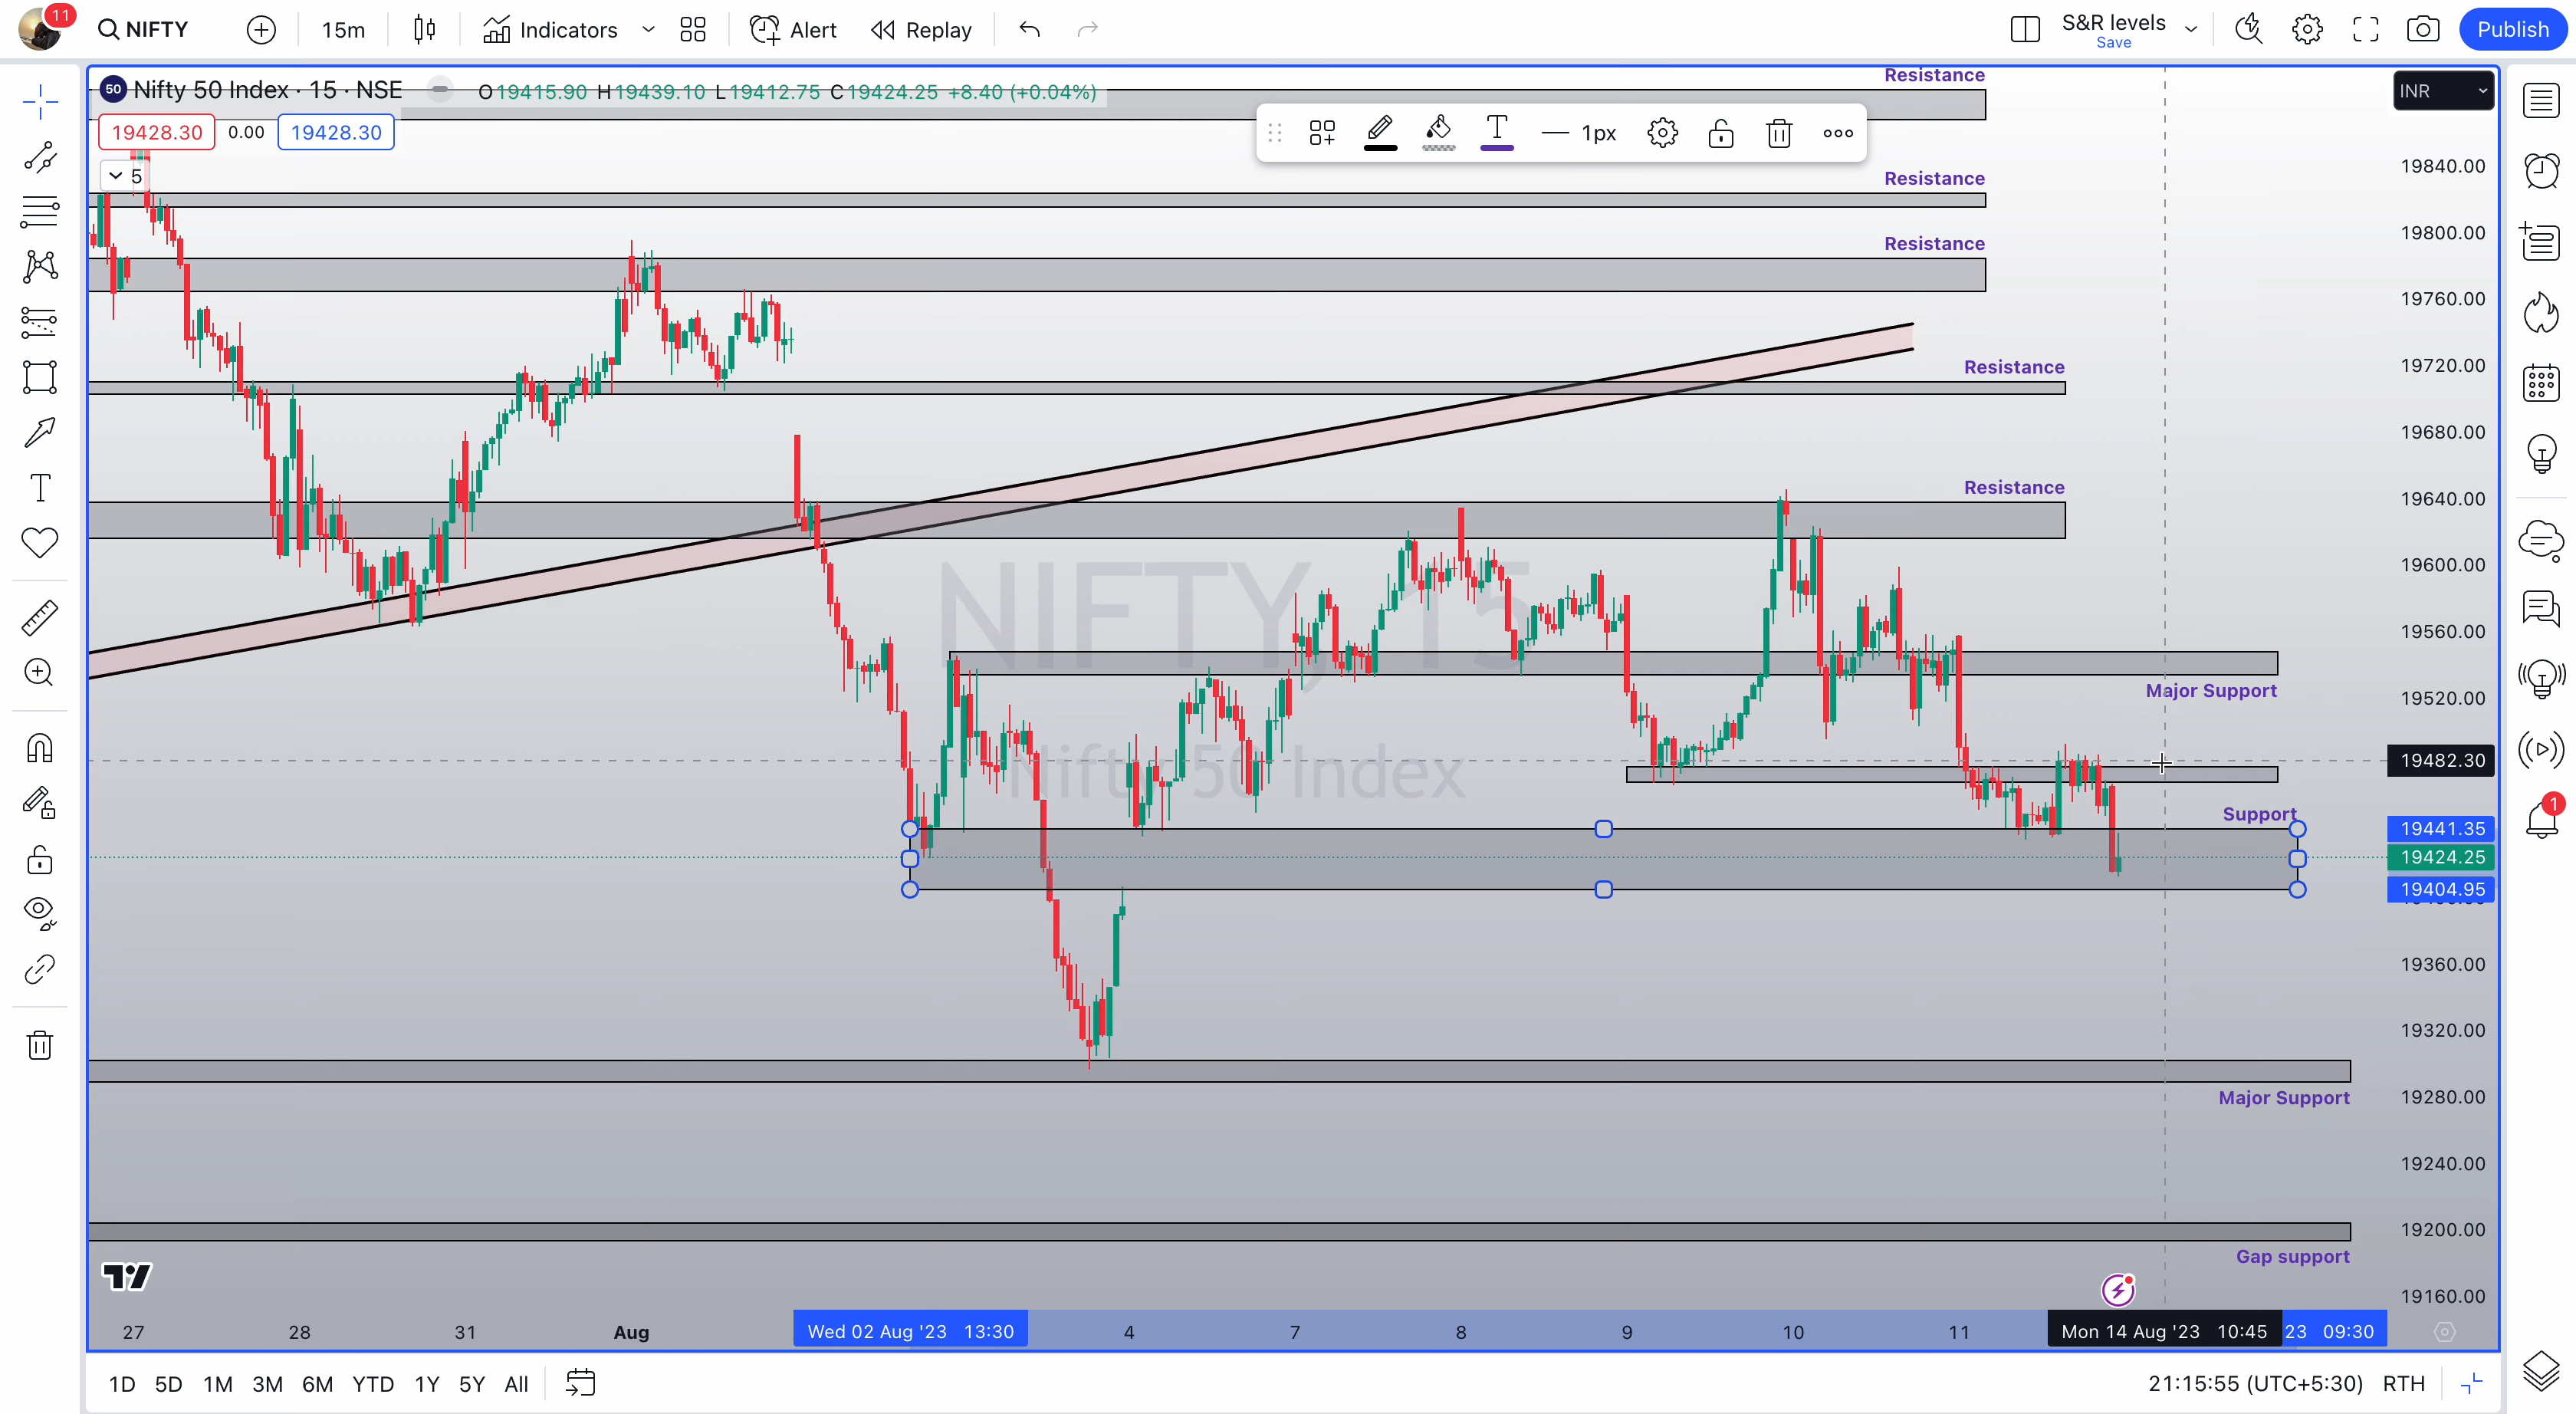 11
NIFTY
15m
Indicators
Alert
Replay
S&R levels
Save
Publish
50 Nifty 50 Index · 15 · NSE
O19415.90 H19439.10 L19412.75 C19424.25 +8.40 (+0.04%)
19428.30 0.00 19428.30
5
T 1px
INR
Resistance
19840.00
Resistance
19800.00
Resistance
19760.00
19720.00
Resistance
19680.00
Resistance
19640.00
NIFTY, 15
19600.00
19560.00
19520.00
Major Support
Nifty 50 Index
19482.30
Support
19441.35
19424.25
19404.95
19360.00
19320.00
19280.00
Major Support
19240.00
19200.00
Gap support
19160.00
27 28 31 Aug Wed 02 Aug '23 13:30 4 7 8 9 10 11 Mon 14 Aug '23 10:45 23 09:30
1D 5D 1M 3M 6M YTD 1Y 5Y All
21:15:55 (UTC+5:30) RTH
T
1